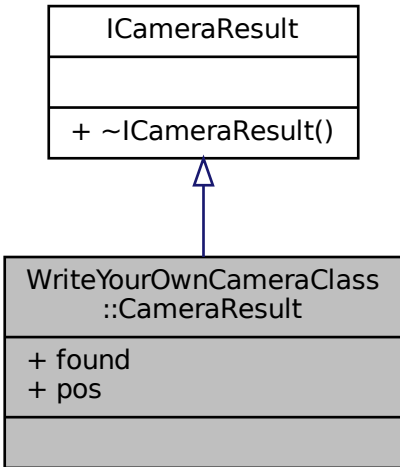 ICameraResult
+ ~ICameraResult()
WriteYourOwnCameraClass
::CameraResult
+ found
+ pos